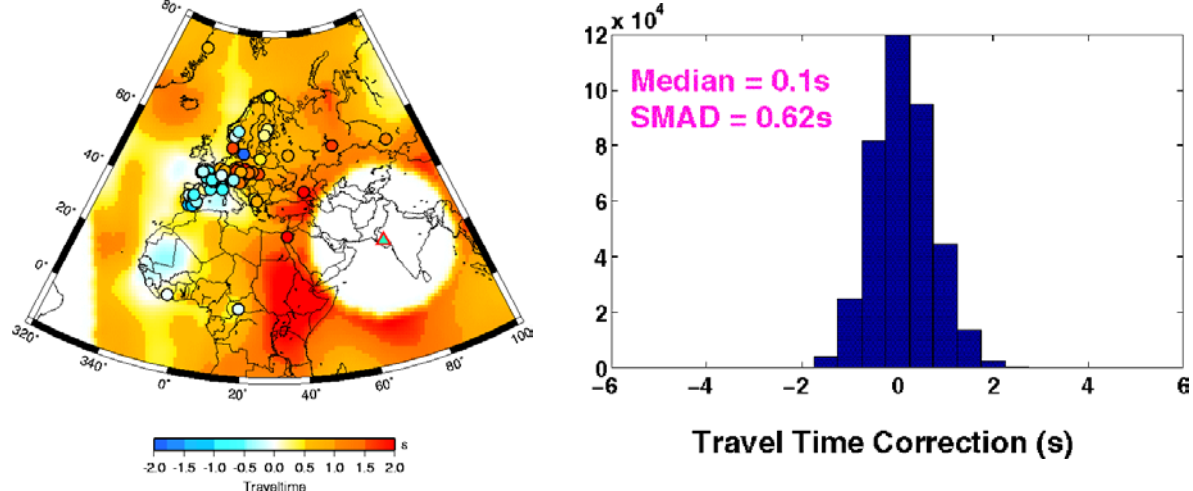 80°
60°
40°
20°
0°
320°
340°
0°
20°
40°
60°
80°
100°
s
-2.0 -1.5 -1.0 -0.5 0.0 0.5 1.0 1.5 2.0
Traveltime
x 10⁴
12
10
8
6
4
2
0
Median = 0.1s
SMAD = 0.62s
−6 −4 −2 0 2 4 6
Travel Time Correction (s)